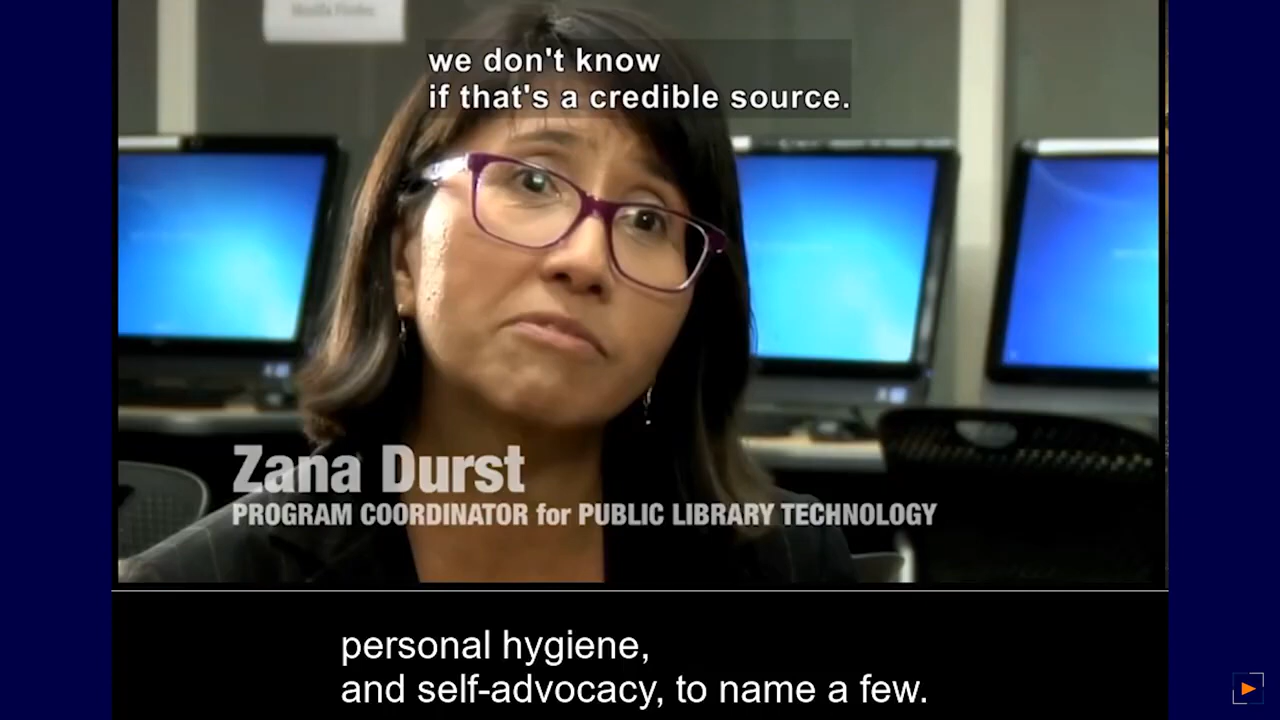 we don't know
if that's a credible source.
Zana Durst
PROGRAM COORDINATOR for PUBLIC LIBRARY TECHNOLOGY
personal hygiene,
and self-advocacy, to name a few.